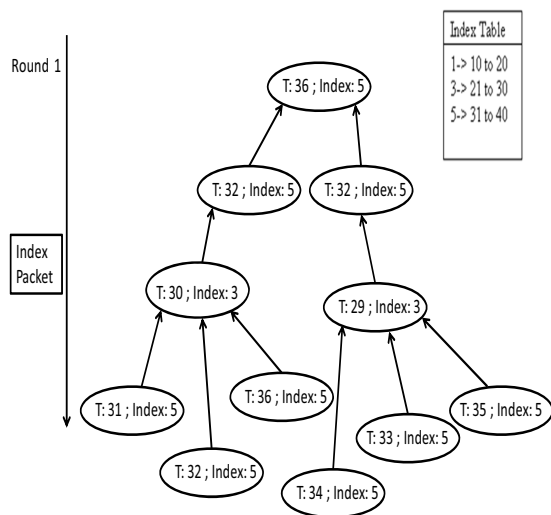 Round 1
Index Table
1-> 10 to 20
3-> 21 to 30
5-> 31 to 40
T: 36 ; Index: 5
T: 32 ; Index: 5
T: 32 ; Index: 5
Index
Packet
T: 30 ; Index: 3
T: 29 ; Index: 3
T: 31 ; Index: 5
T: 36 ; Index: 5
T: 35 ; Index: 5
T: 33 ; Index: 5
T: 32 ; Index: 5
T: 34 ; Index: 5